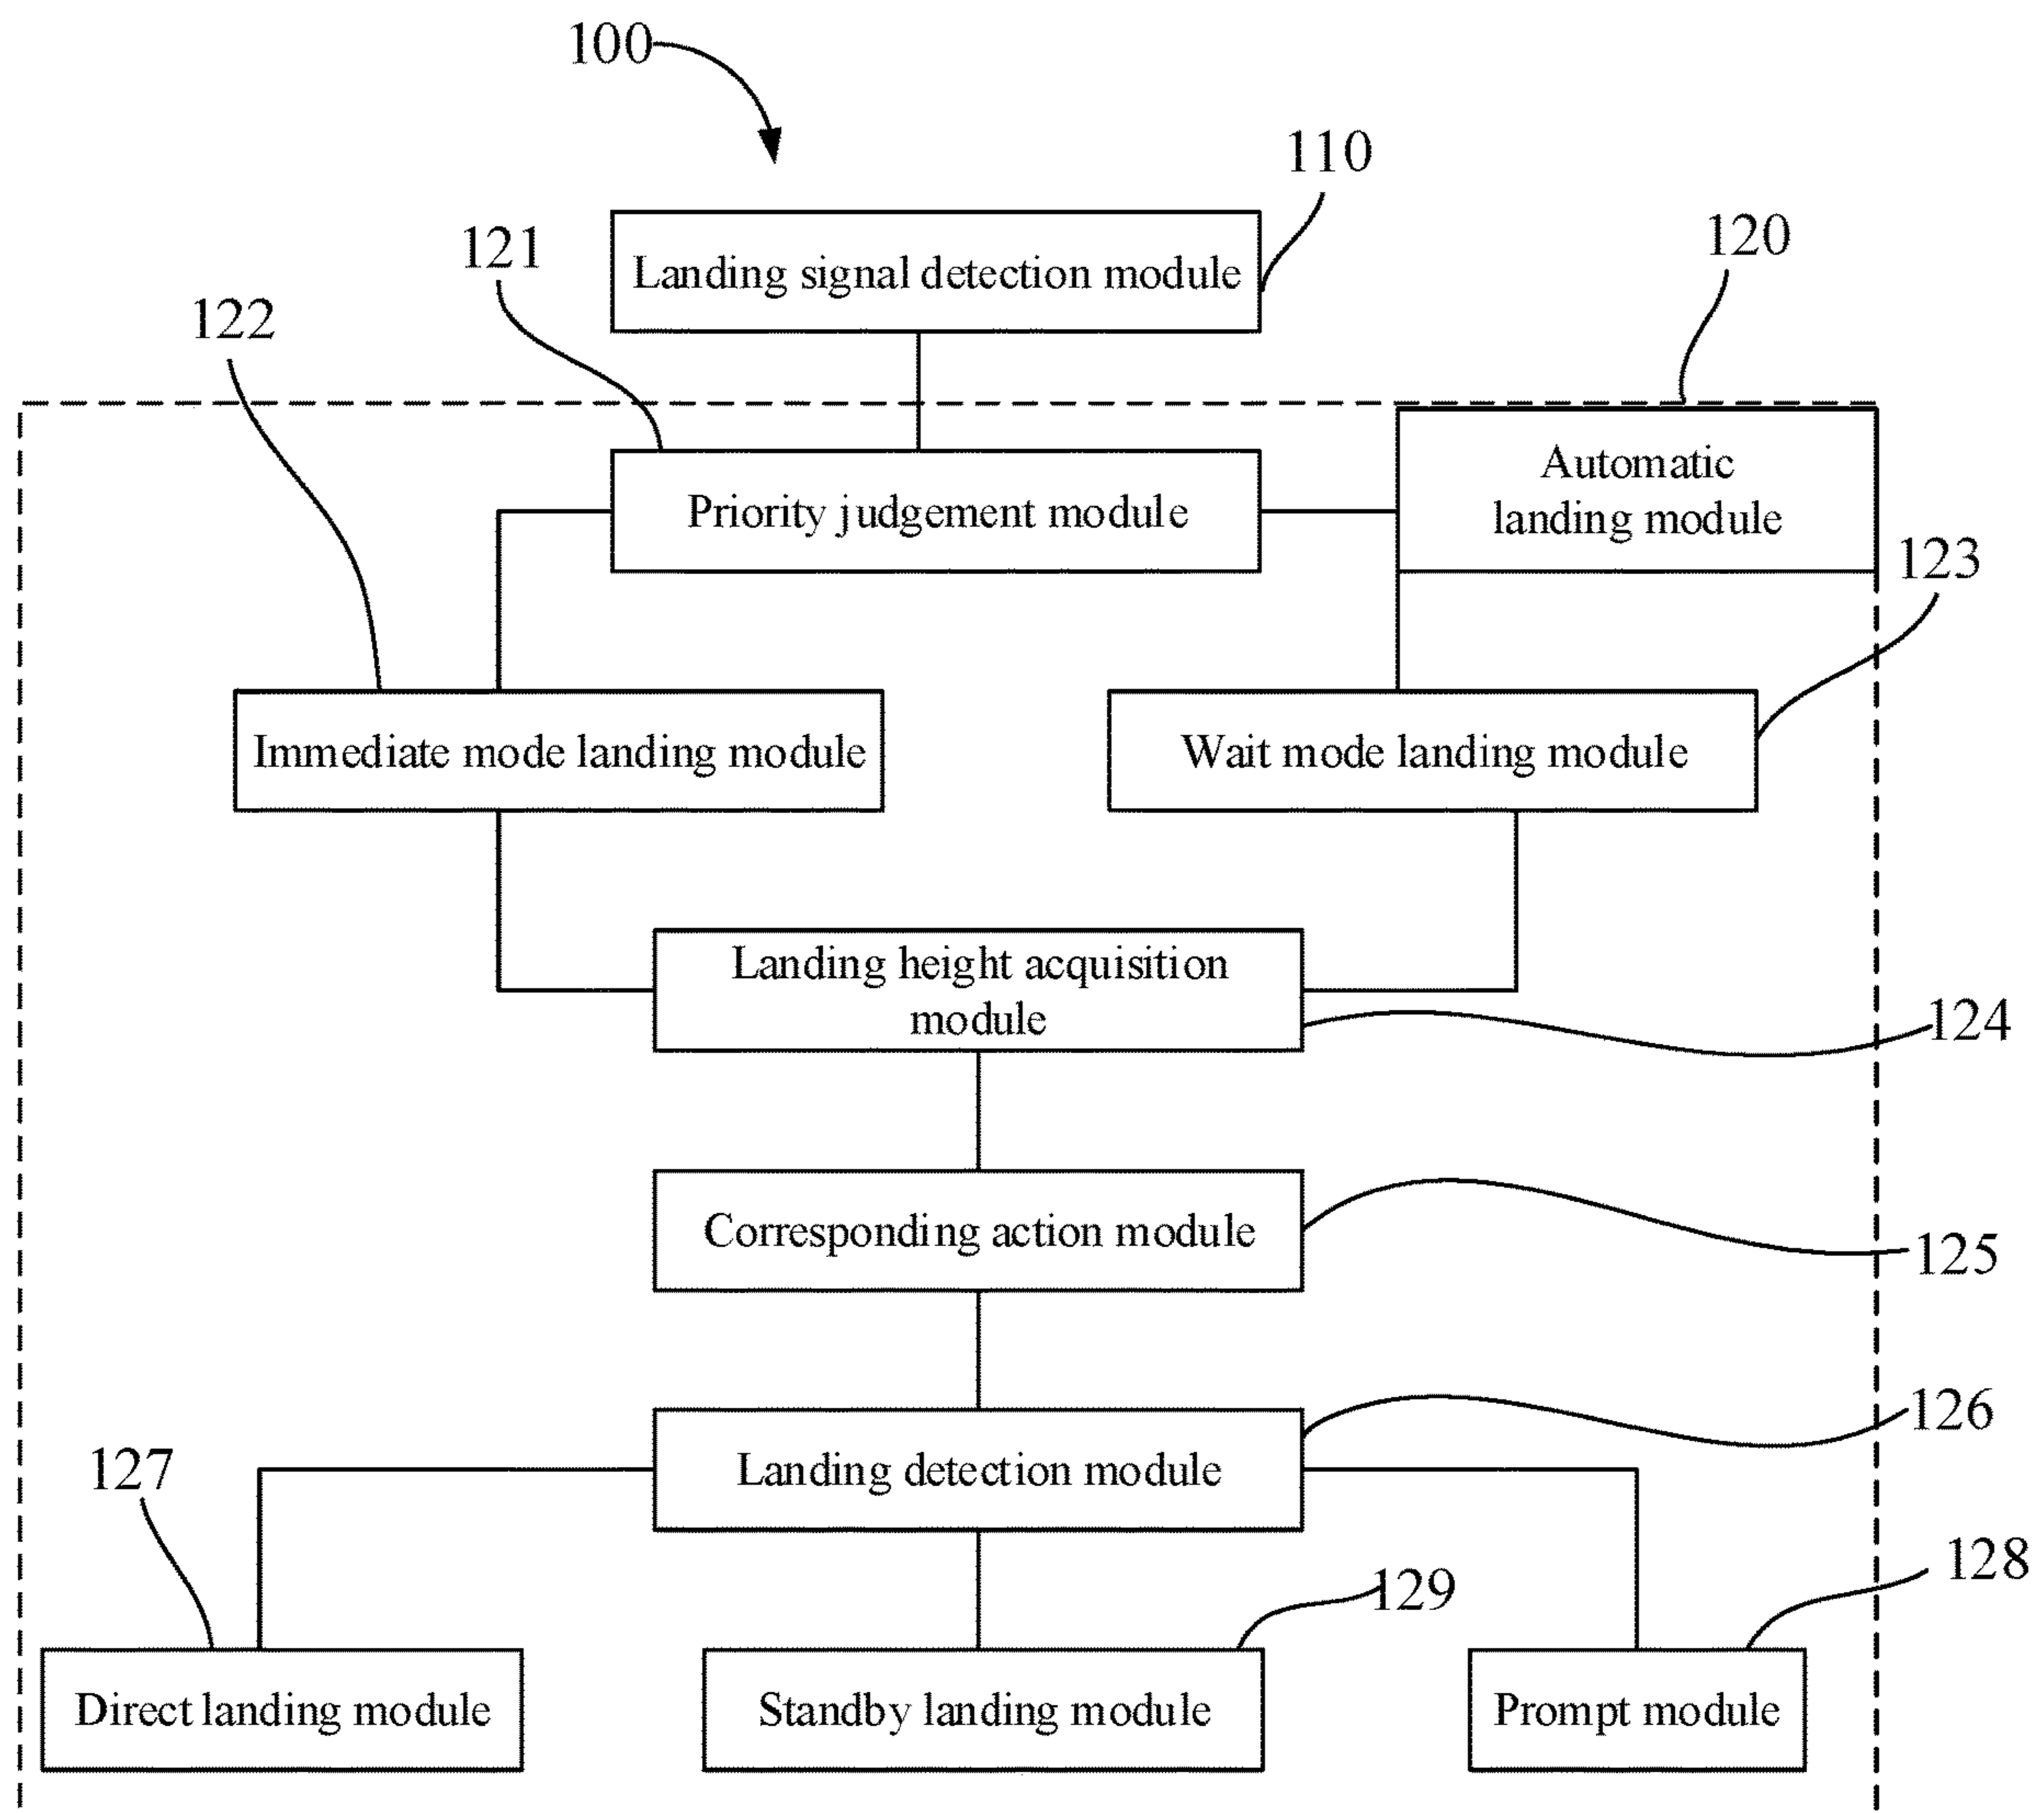 100
110
Landing signal detection module
120
121
122
Automatic
landing module
Priority judgement module
123
Immediate mode landing module
Wait mode landing module
Landing height acquisition
module
124
Corresponding action module
125
126
Landing detection module
127
128
129
Direct landing module
Standby landing module
Prompt module